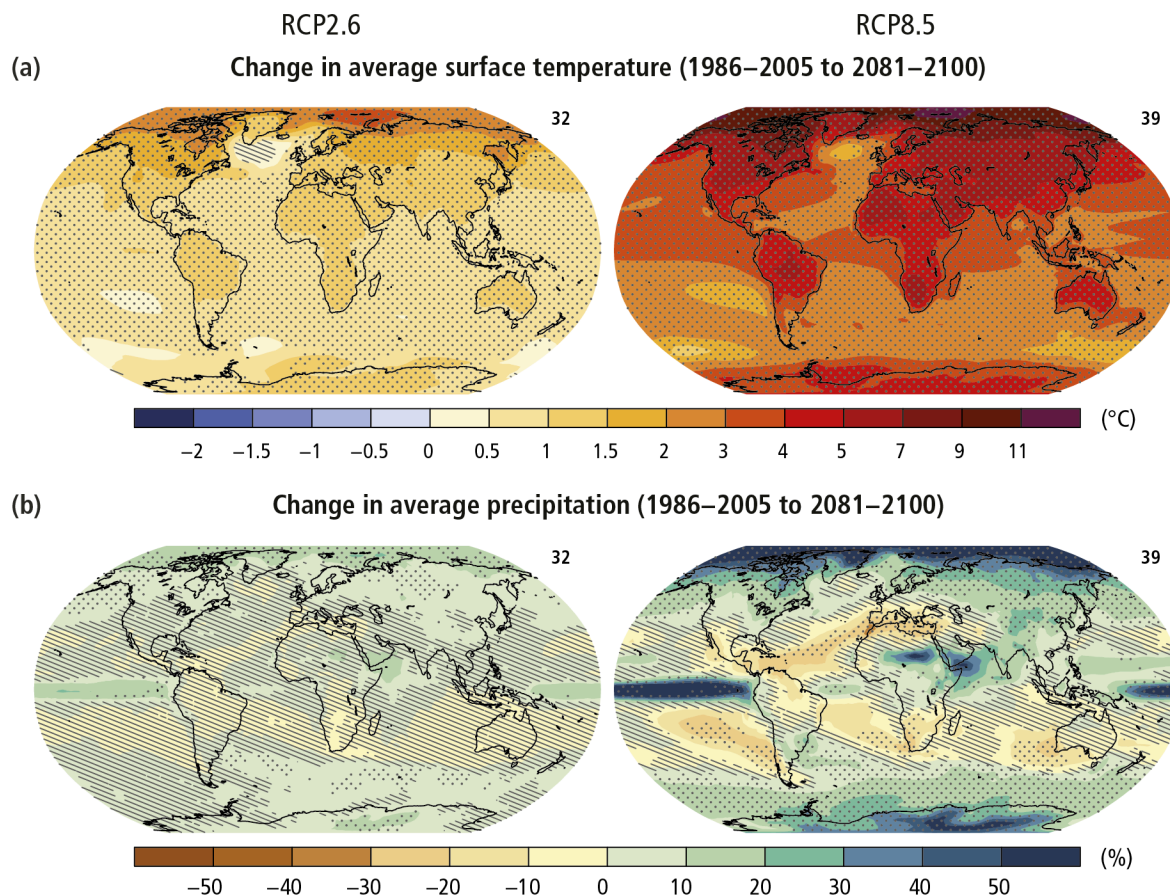 RCP2.6 RCP8.5
(a) Change in average surface temperature (1986–2005 to 2081–2100)
32 39
(°C)
−2 −1.5 −1 −0.5 0 0.5 1 1.5 2 3 4 5 7 9 11
(b) Change in average precipitation (1986–2005 to 2081–2100)
32 39
(%)
−50 −40 −30 −20 −10 0 10 20 30 40 50